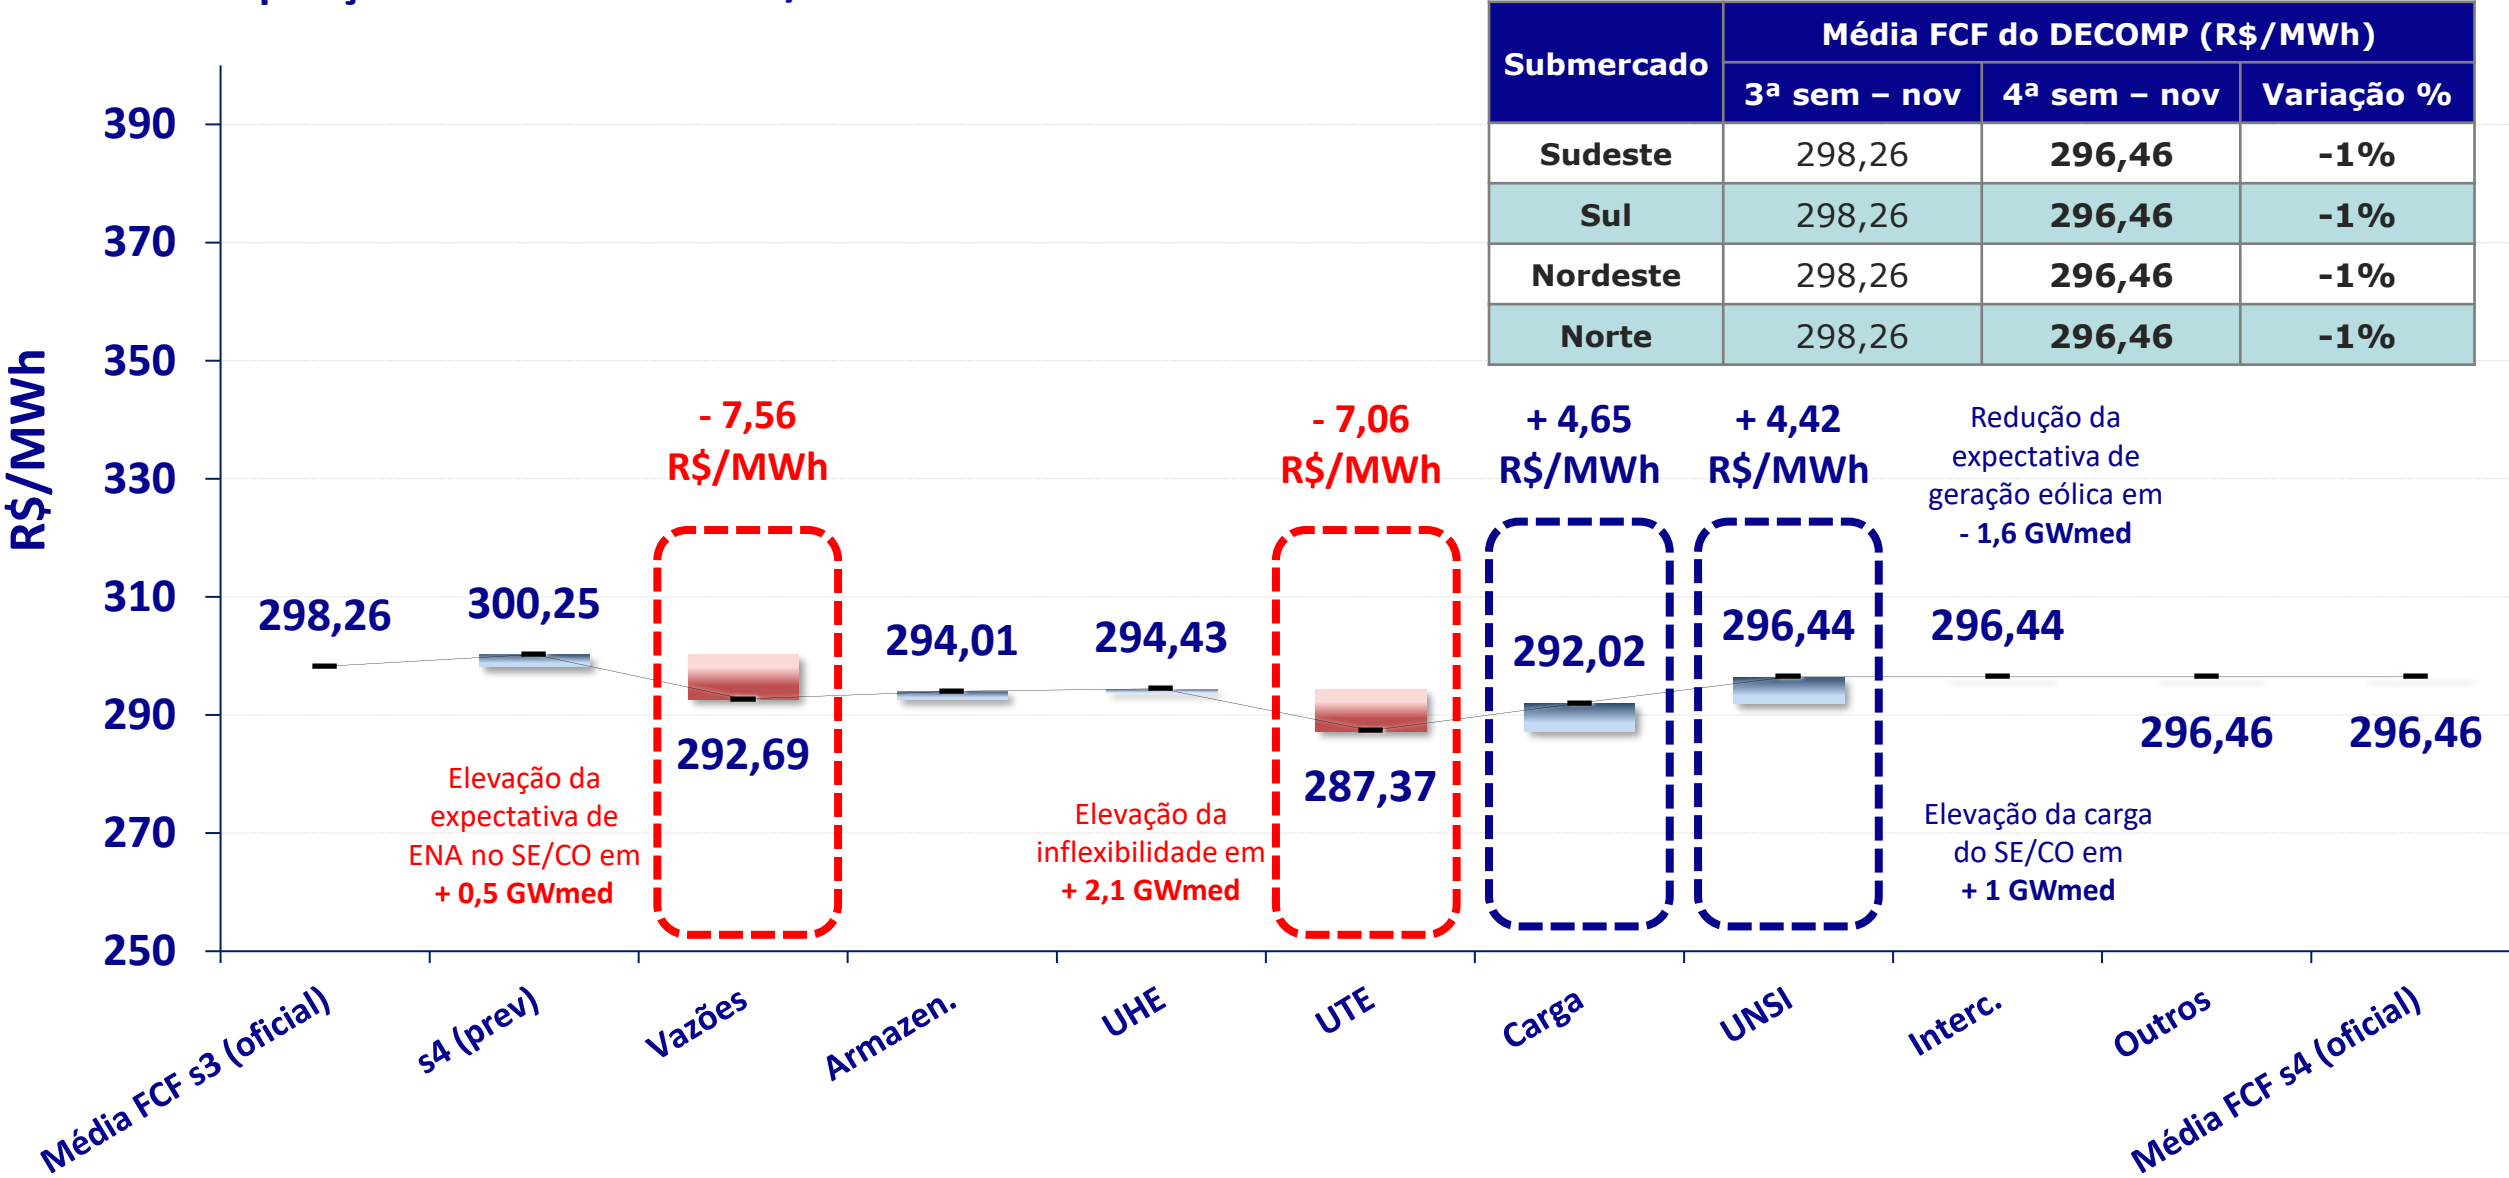 Submercado
Média FCF do DECOMP (R$/MWh)
3ª sem – nov 4ª sem – nov Variação %
Sudeste 298,26 296,46 -1%
Sul 298,26 296,46 -1%
Nordeste 298,26 296,46 -1%
Norte 298,26 296,46 -1%
R$/MWh
390
370
350
330
310
290
270
250
- 7,56
R$/MWh
- 7,06
R$/MWh
+ 4,65
R$/MWh
+ 4,42
R$/MWh
Redução da
expectativa de
geração eólica em
- 1,6 GWmed
298,26
300,25
292,69
294,01
294,43
287,37
292,02
296,44
296,44
296,46
296,46
Elevação da
expectativa de
ENA no SE/CO em
+ 0,5 GWmed
Elevação da
inflexibilidade em
+ 2,1 GWmed
Elevação da carga
do SE/CO em
+ 1 GWmed
Média FCF s3 (oficial)
s4 (prev)
Vazões
Armazen.
UHE
UTE
Carga
UNSI
Interc.
Outros
Média FCF s4 (oficial)